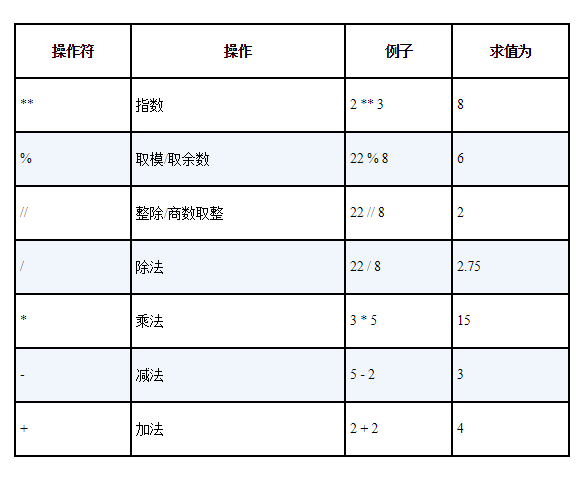 操作符 操作 例子 求值为
** 指数 2 ** 3 8
% 取模/取余数 22 % 8 6
// 整除/商数取整 22 // 8 2
/ 除法 22 / 8 2.75
* 乘法 3 * 5 15
- 减法 5 - 2 3
+ 加法 2 + 2 4